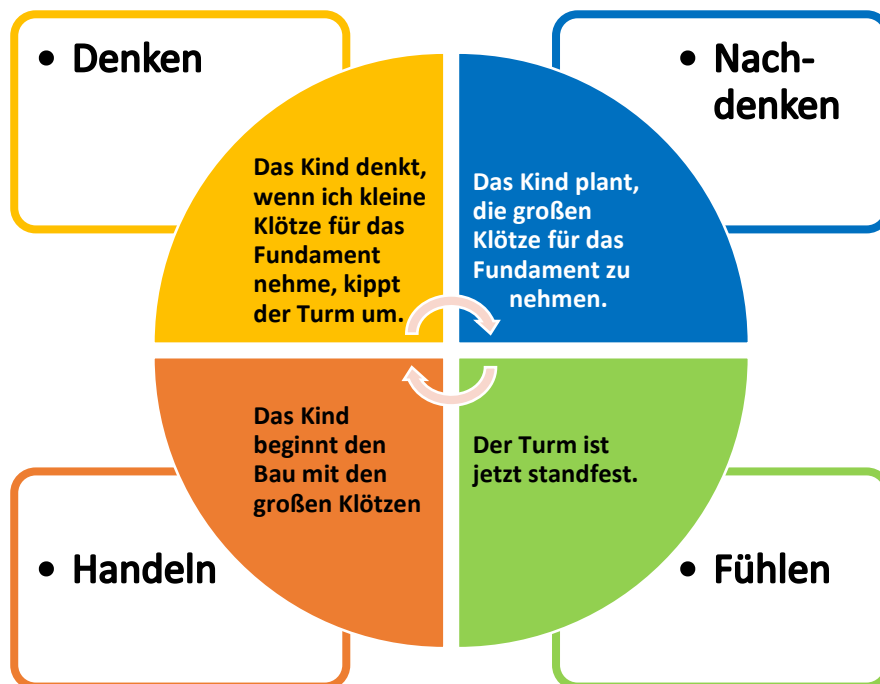 • Denken
Das Kind denkt,
wenn ich kleine
Klötze für das
Fundament
nehme, kippt
der Turm um.
• Nach-
denken
Das Kind plant,
die großen
Klötze für das
Fundament zu
nehmen.
• Handeln
Das Kind
beginnt den
Bau mit den
großen Klötzen
• Fühlen
Der Turm ist
jetzt standfest.